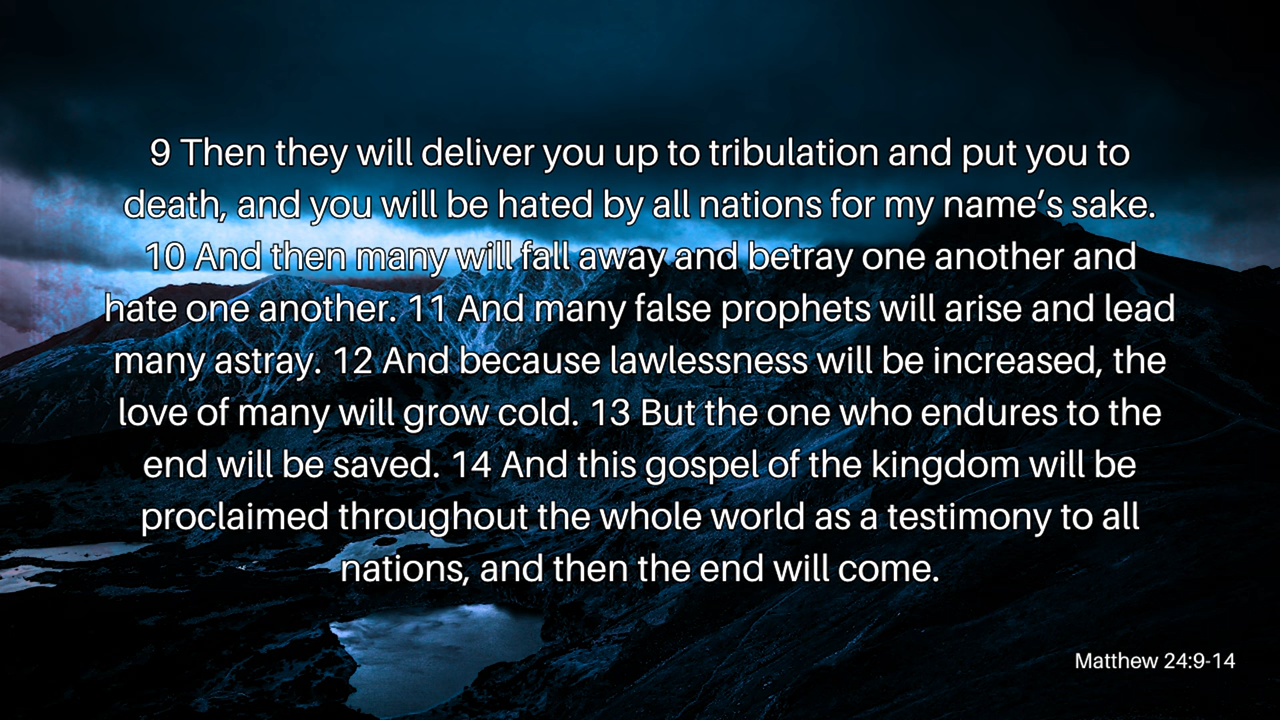 9 Then they will deliver you up to tribulation and put you to
death, and you will be hated by all nations for my name’s sake.
10 And then many will fall away and betray one another and
hate one another. 11 And many false prophets will arise and lead
many astray. 12 And because lawlessness will be increased, the
love of many will grow cold. 13 But the one who endures to the
end will be saved. 14 And this gospel of the kingdom will be
proclaimed throughout the whole world as a testimony to all
nations, and then the end will come.
Matthew 24:9-14